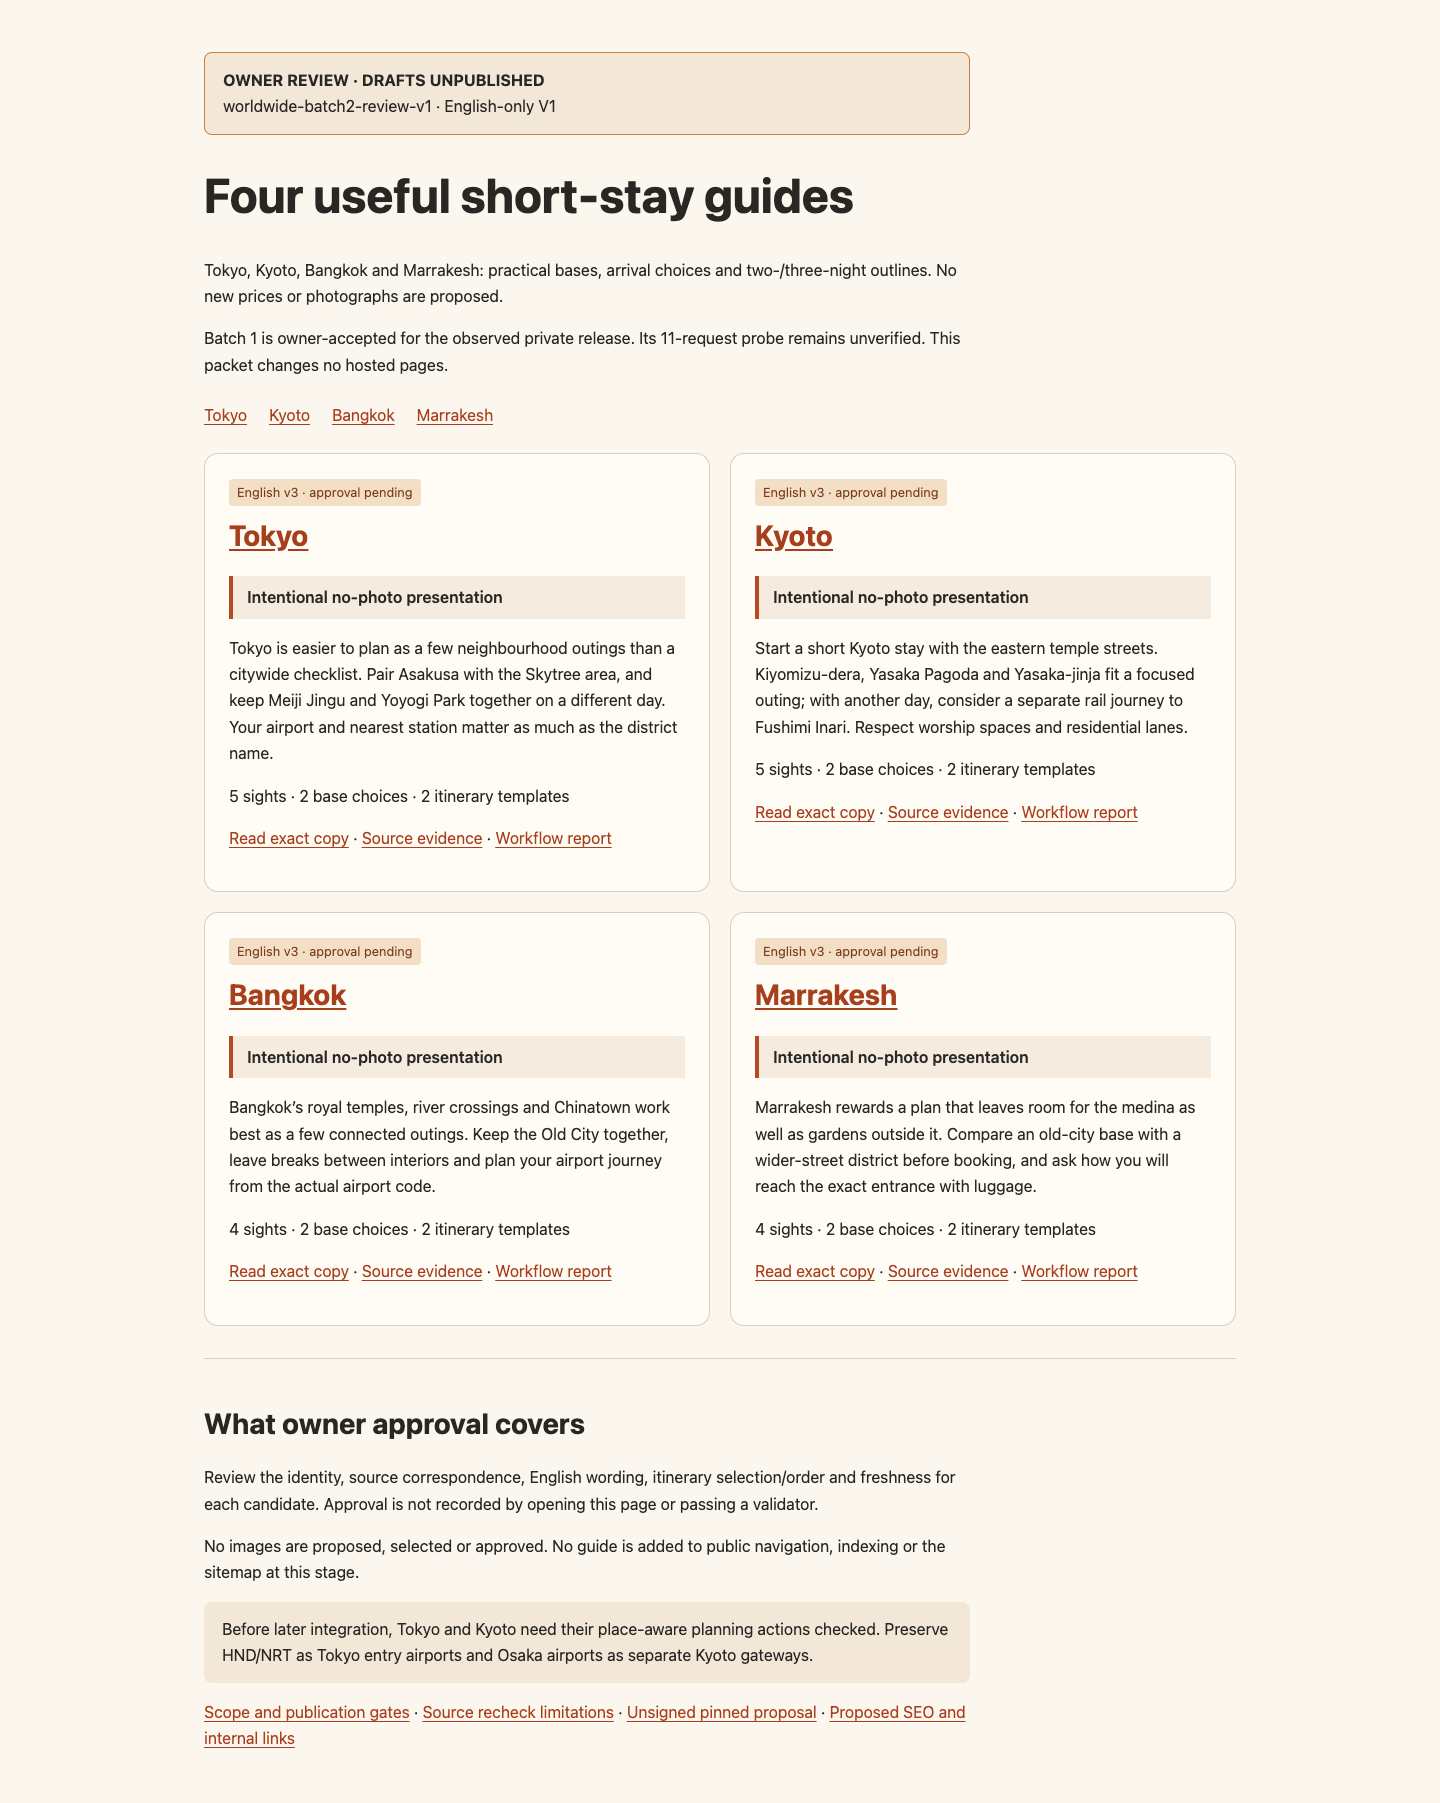 OWNER REVIEW · DRAFTS UNPUBLISHED
worldwide-batch2-review-v1 · English-only V1
Four useful short-stay guides
Tokyo, Kyoto, Bangkok and Marrakesh: practical bases, arrival choices and two-/three-night outlines. No
new prices or photographs are proposed.
Batch 1 is owner-accepted for the observed private release. Its 11-request probe remains unverified. This
packet changes no hosted pages.
Tokyo Kyoto Bangkok Marrakesh
English v3 · approval pending
Tokyo
Intentional no-photo presentation
Tokyo is easier to plan as a few neighbourhood outings than a
citywide checklist. Pair Asakusa with the Skytree area, and
keep Meiji Jingu and Yoyogi Park together on a different day.
Your airport and nearest station matter as much as the district
name.
5 sights · 2 base choices · 2 itinerary templates
Read exact copy · Source evidence · Workflow report
English v3 · approval pending
Kyoto
Intentional no-photo presentation
Start a short Kyoto stay with the eastern temple streets.
Kiyomizu-dera, Yasaka Pagoda and Yasaka-jinja fit a focused
outing; with another day, consider a separate rail journey to
Fushimi Inari. Respect worship spaces and residential lanes.
5 sights · 2 base choices · 2 itinerary templates
Read exact copy · Source evidence · Workflow report
English v3 · approval pending
Bangkok
Intentional no-photo presentation
Bangkok’s royal temples, river crossings and Chinatown work
best as a few connected outings. Keep the Old City together,
leave breaks between interiors and plan your airport journey
from the actual airport code.
4 sights · 2 base choices · 2 itinerary templates
Read exact copy · Source evidence · Workflow report
English v3 · approval pending
Marrakesh
Intentional no-photo presentation
Marrakesh rewards a plan that leaves room for the medina as
well as gardens outside it. Compare an old-city base with a
wider-street district before booking, and ask how you will
reach the exact entrance with luggage.
4 sights · 2 base choices · 2 itinerary templates
Read exact copy · Source evidence · Workflow report
What owner approval covers
Review the identity, source correspondence, English wording, itinerary selection/order and freshness for
each candidate. Approval is not recorded by opening this page or passing a validator.
No images are proposed, selected or approved. No guide is added to public navigation, indexing or the
sitemap at this stage.
Before later integration, Tokyo and Kyoto need their place-aware planning actions checked. Preserve
HND/NRT as Tokyo entry airports and Osaka airports as separate Kyoto gateways.
Scope and publication gates · Source recheck limitations · Unsigned pinned proposal · Proposed SEO and
internal links